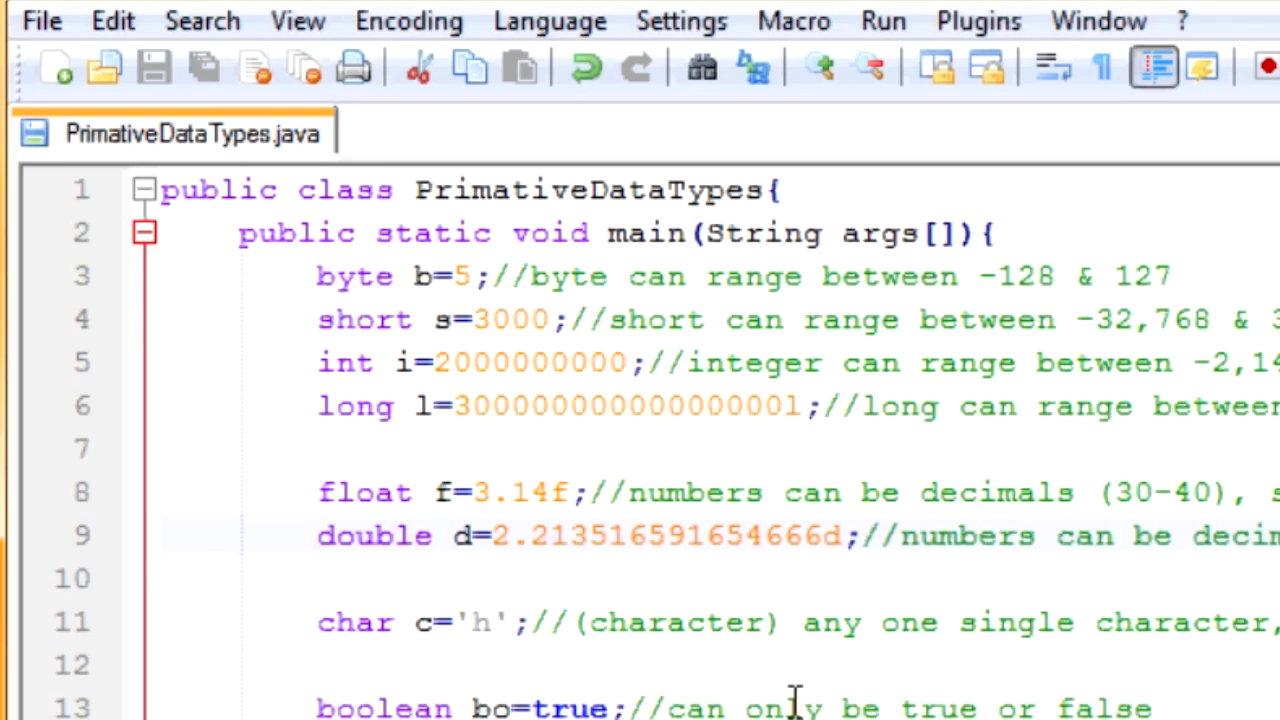 File Edit Search View Encoding Language Settings Macro Run Plugins Window ?
PrimativeDataTypes.java
1 public class PrimativeDataTypes{
2 public static void main(String args[]){
3 byte b=5;//byte can range between -128 & 127
4 short s=3000;//short can range between -32,768 & 3
5 int i=2000000000;//integer can range between -2,14
6 long l=300000000000000000l;//long can range between
7
8 float f=3.14f;//numbers can be decimals (30-40), s
9 double d=2.213516591654666d;//numbers can be decim
10
11 char c='h';//(character) any one single character,
12
13 boolean bo=true;//can only be true or false